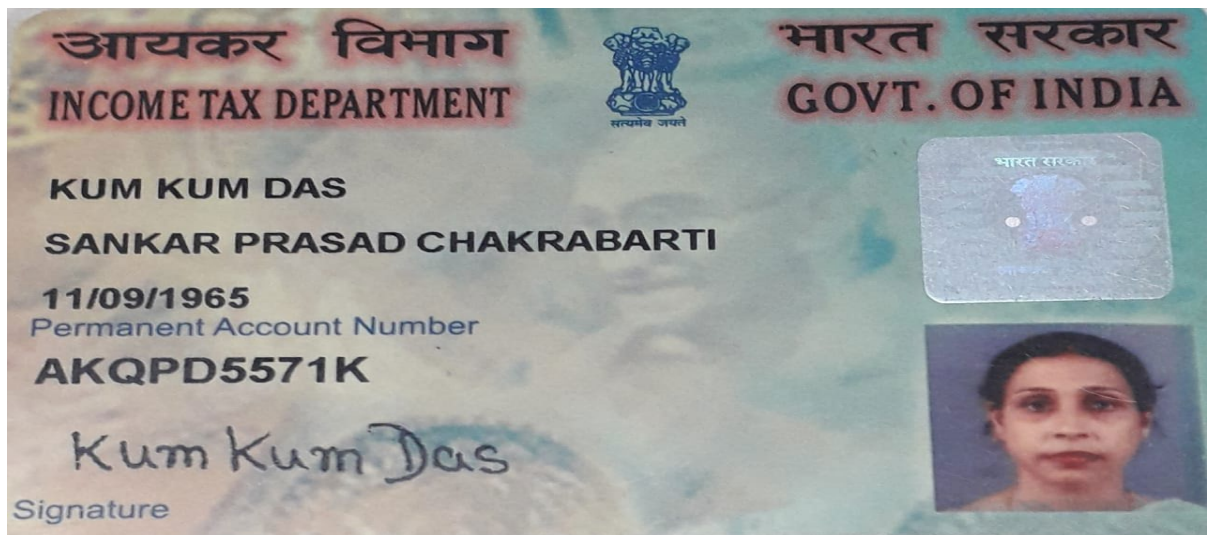 आयकर विभाग
INCOME TAX DEPARTMENT
सत्यमेव जयते
भारत सरकार
GOVT. OF INDIA
भारत सरकार
KUM KUM DAS
SANKAR PRASAD CHAKRABARTI
11/09/1965
Permanent Account Number
AKQPD5571K
Kum Kum Das
Signature